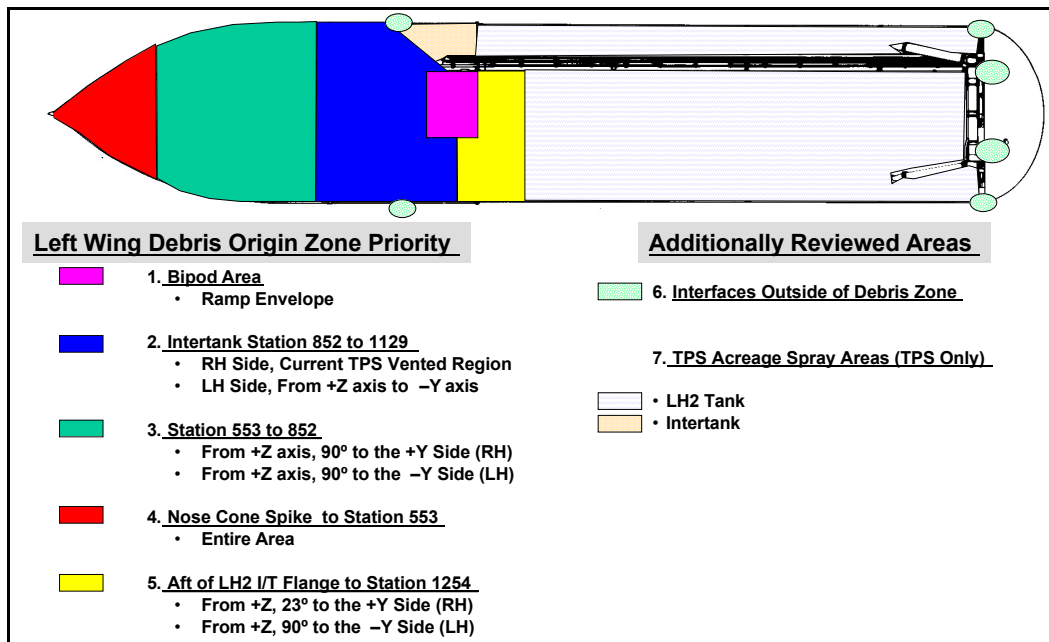 Left Wing Debris Origin Zone Priority
1. Bipod Area
• Ramp Envelope
2. Intertank Station 852 to 1129
• RH Side, Current TPS Vented Region
• LH Side, From +Z axis to –Y axis
3. Station 553 to 852
• From +Z axis, 90º to the +Y Side (RH)
• From +Z axis, 90º to the –Y Side (LH)
4. Nose Cone Spike to Station 553
• Entire Area
5. Aft of LH2 I/T Flange to Station 1254
• From +Z, 23º to the +Y Side (RH)
• From +Z, 90º to the –Y Side (LH)
Additionally Reviewed Areas
6. Interfaces Outside of Debris Zone
7. TPS Acreage Spray Areas (TPS Only)
• LH2 Tank
• Intertank